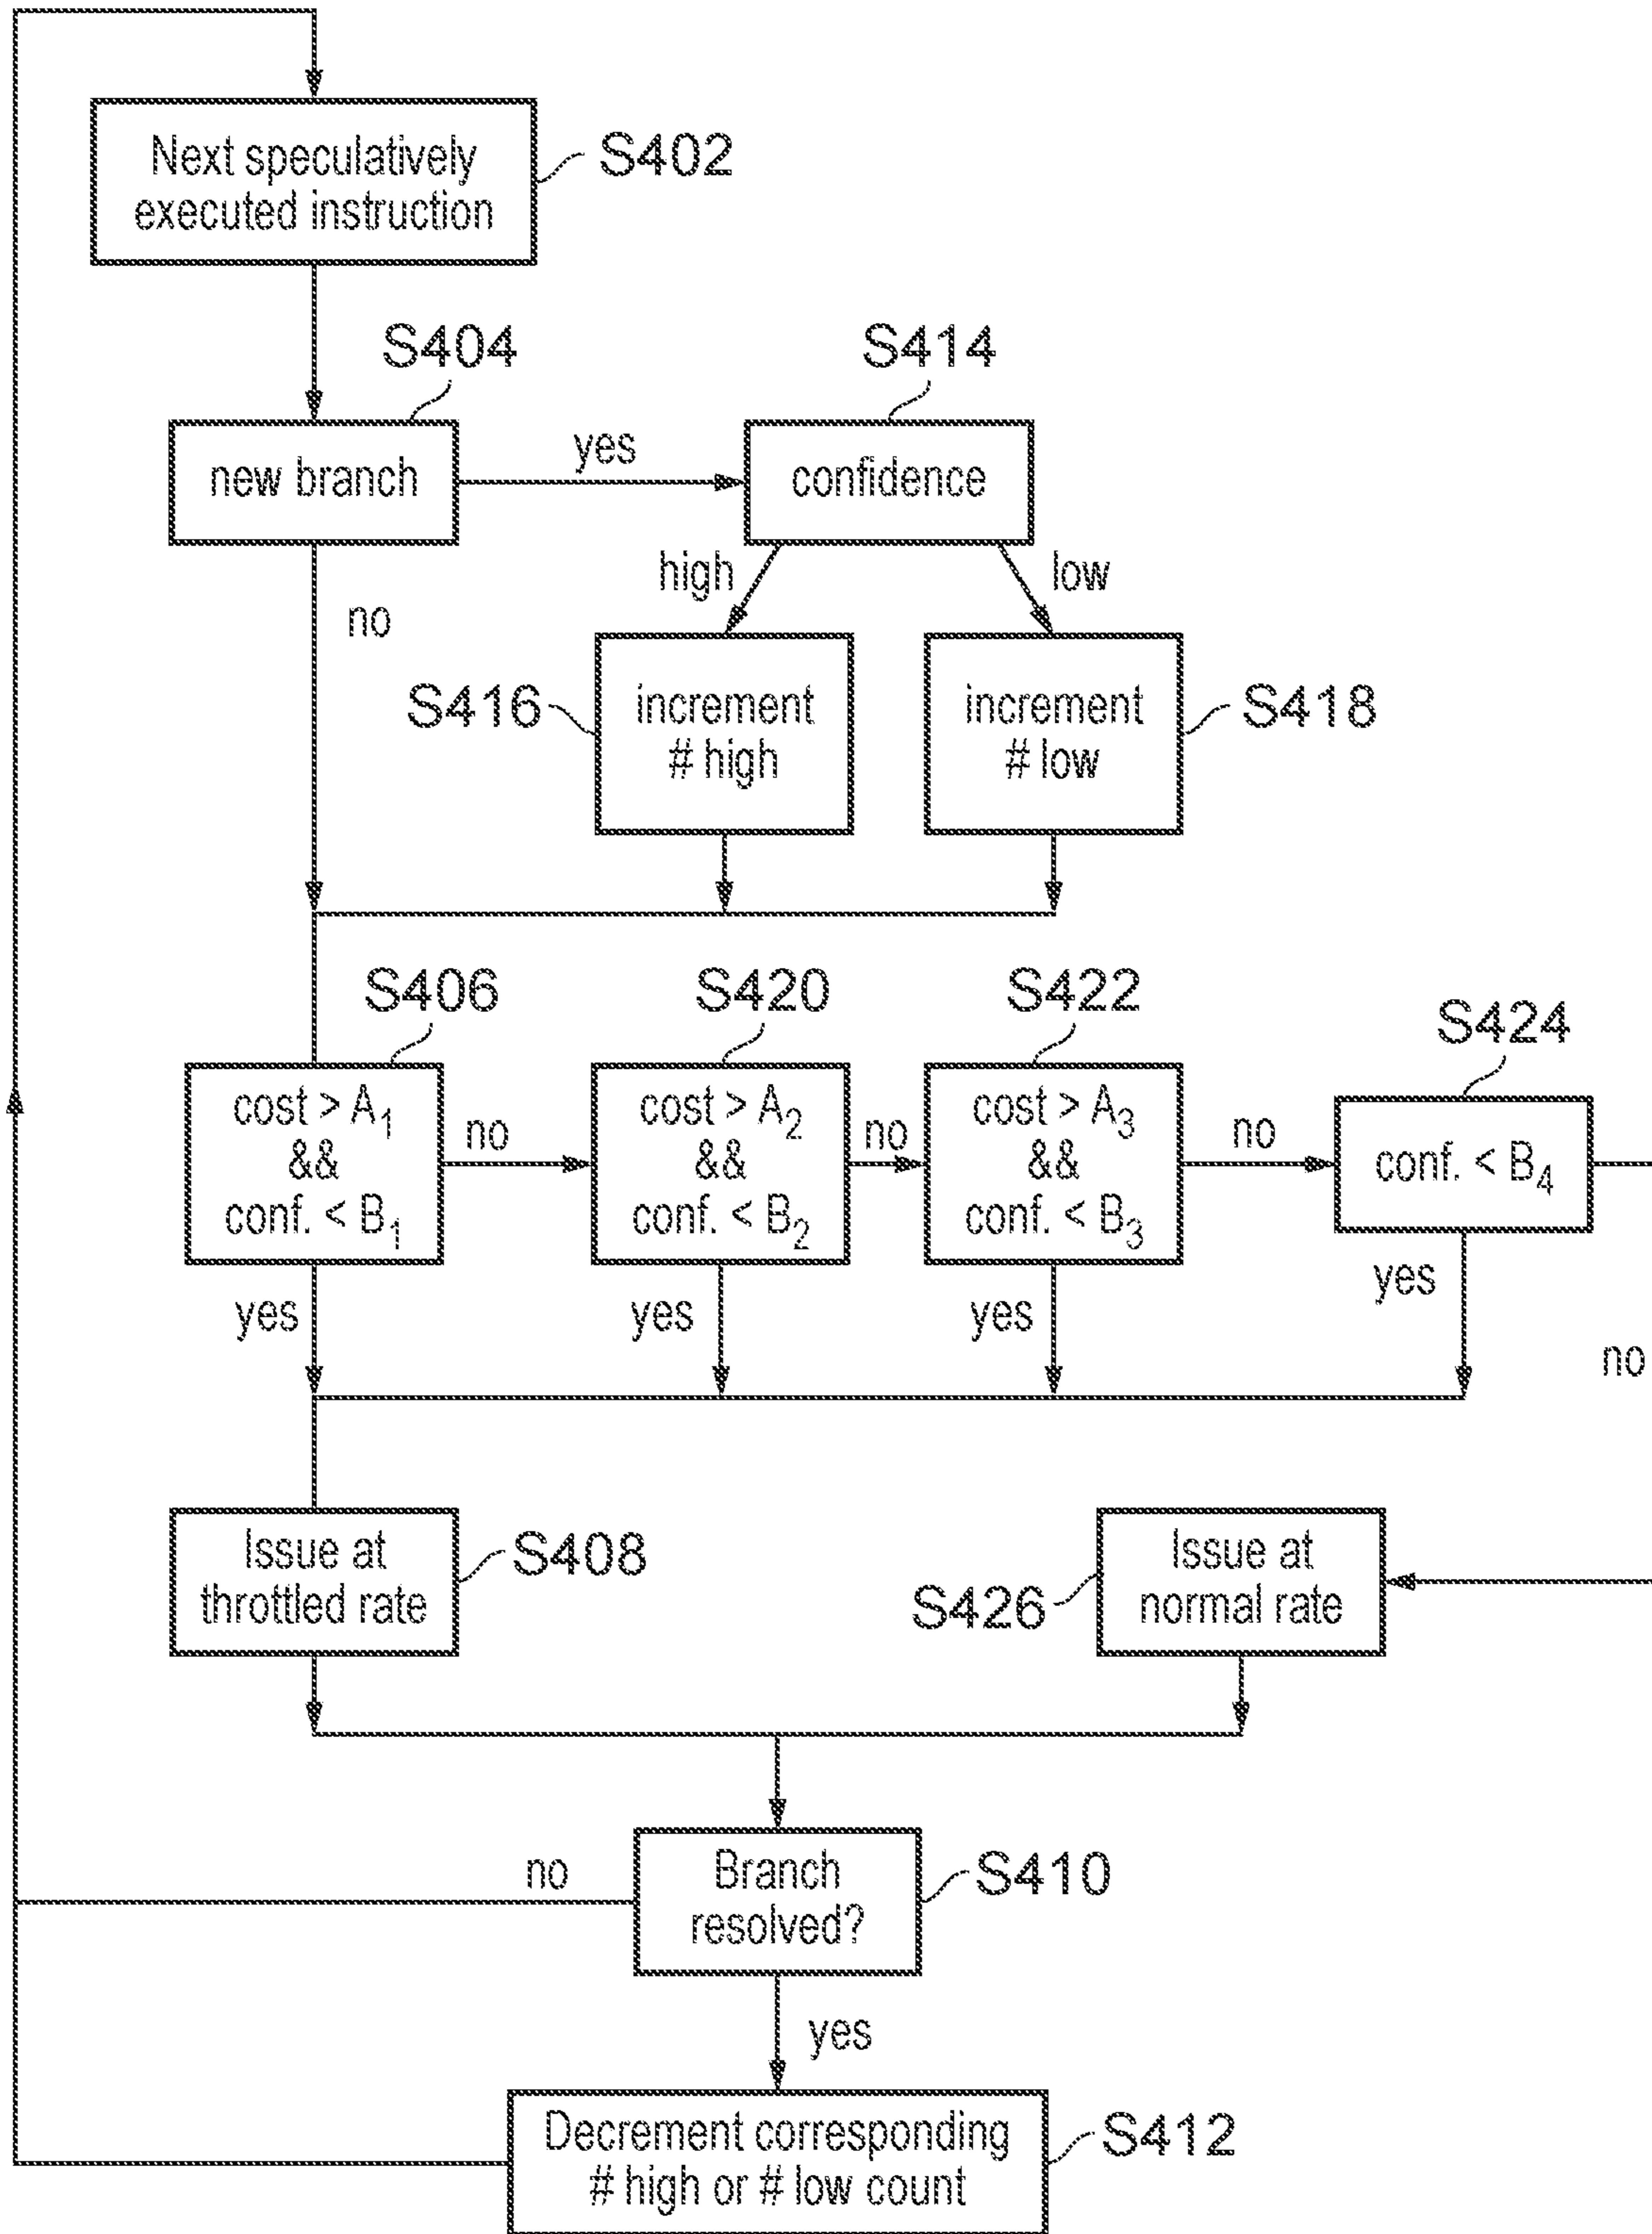 Next speculatively
executed instruction
S402
S404
S414
new branch
yes
confidence
high
low
no
S416
increment
# high
increment
# low
S418
S406
S420
S422
S424
cost > A₁
&&
conf. < B₁
no
cost > A₂
&&
conf. < B₂
no
cost > A₃
&&
conf. < B₃
no
conf. < B₄
yes
yes
yes
yes
no
Issue at
throttled rate
S408
S426
Issue at
normal rate
no
Branch
resolved?
S410
yes
Decrement corresponding
# high or # low count
S412